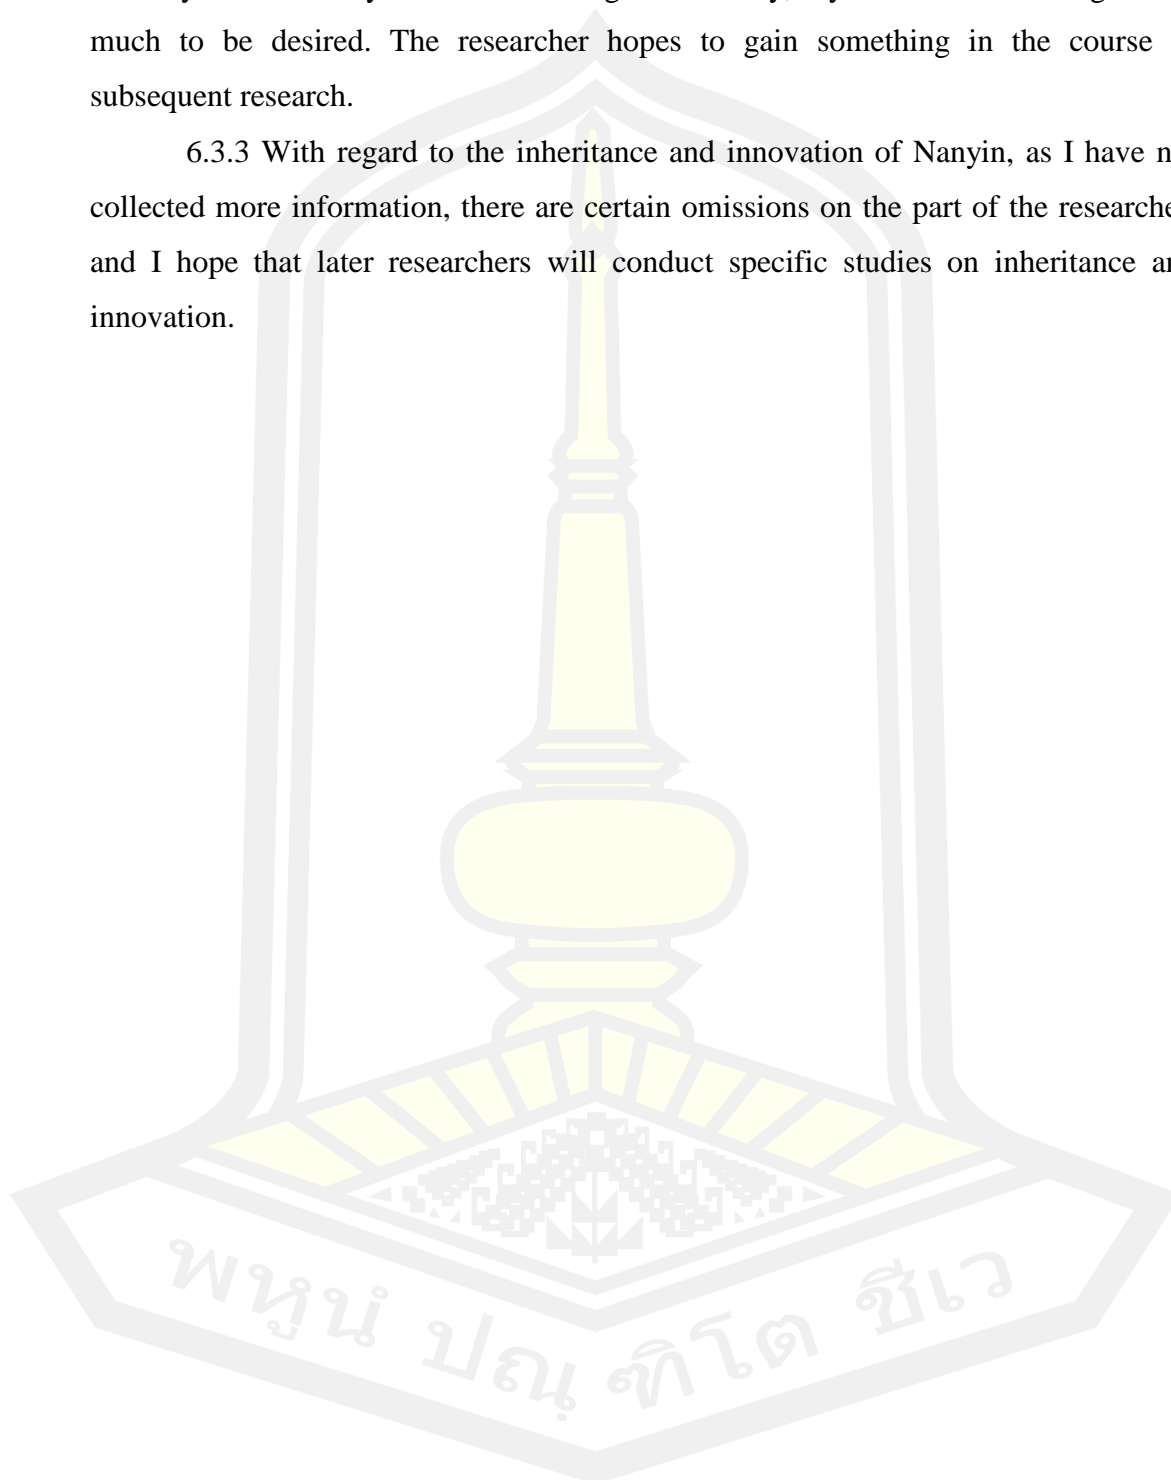 much to be desired. The researcher hopes to gain something in the course
subsequent research.
6.3.3 With regard to the inheritance and innovation of Nanyin, as I have
collected more information, there are certain omissions on the part of the
and I hope that later researchers will conduct specific studies on inheritance
innovation.
พหูนํ ปณฺ ฑิโต ชีเว